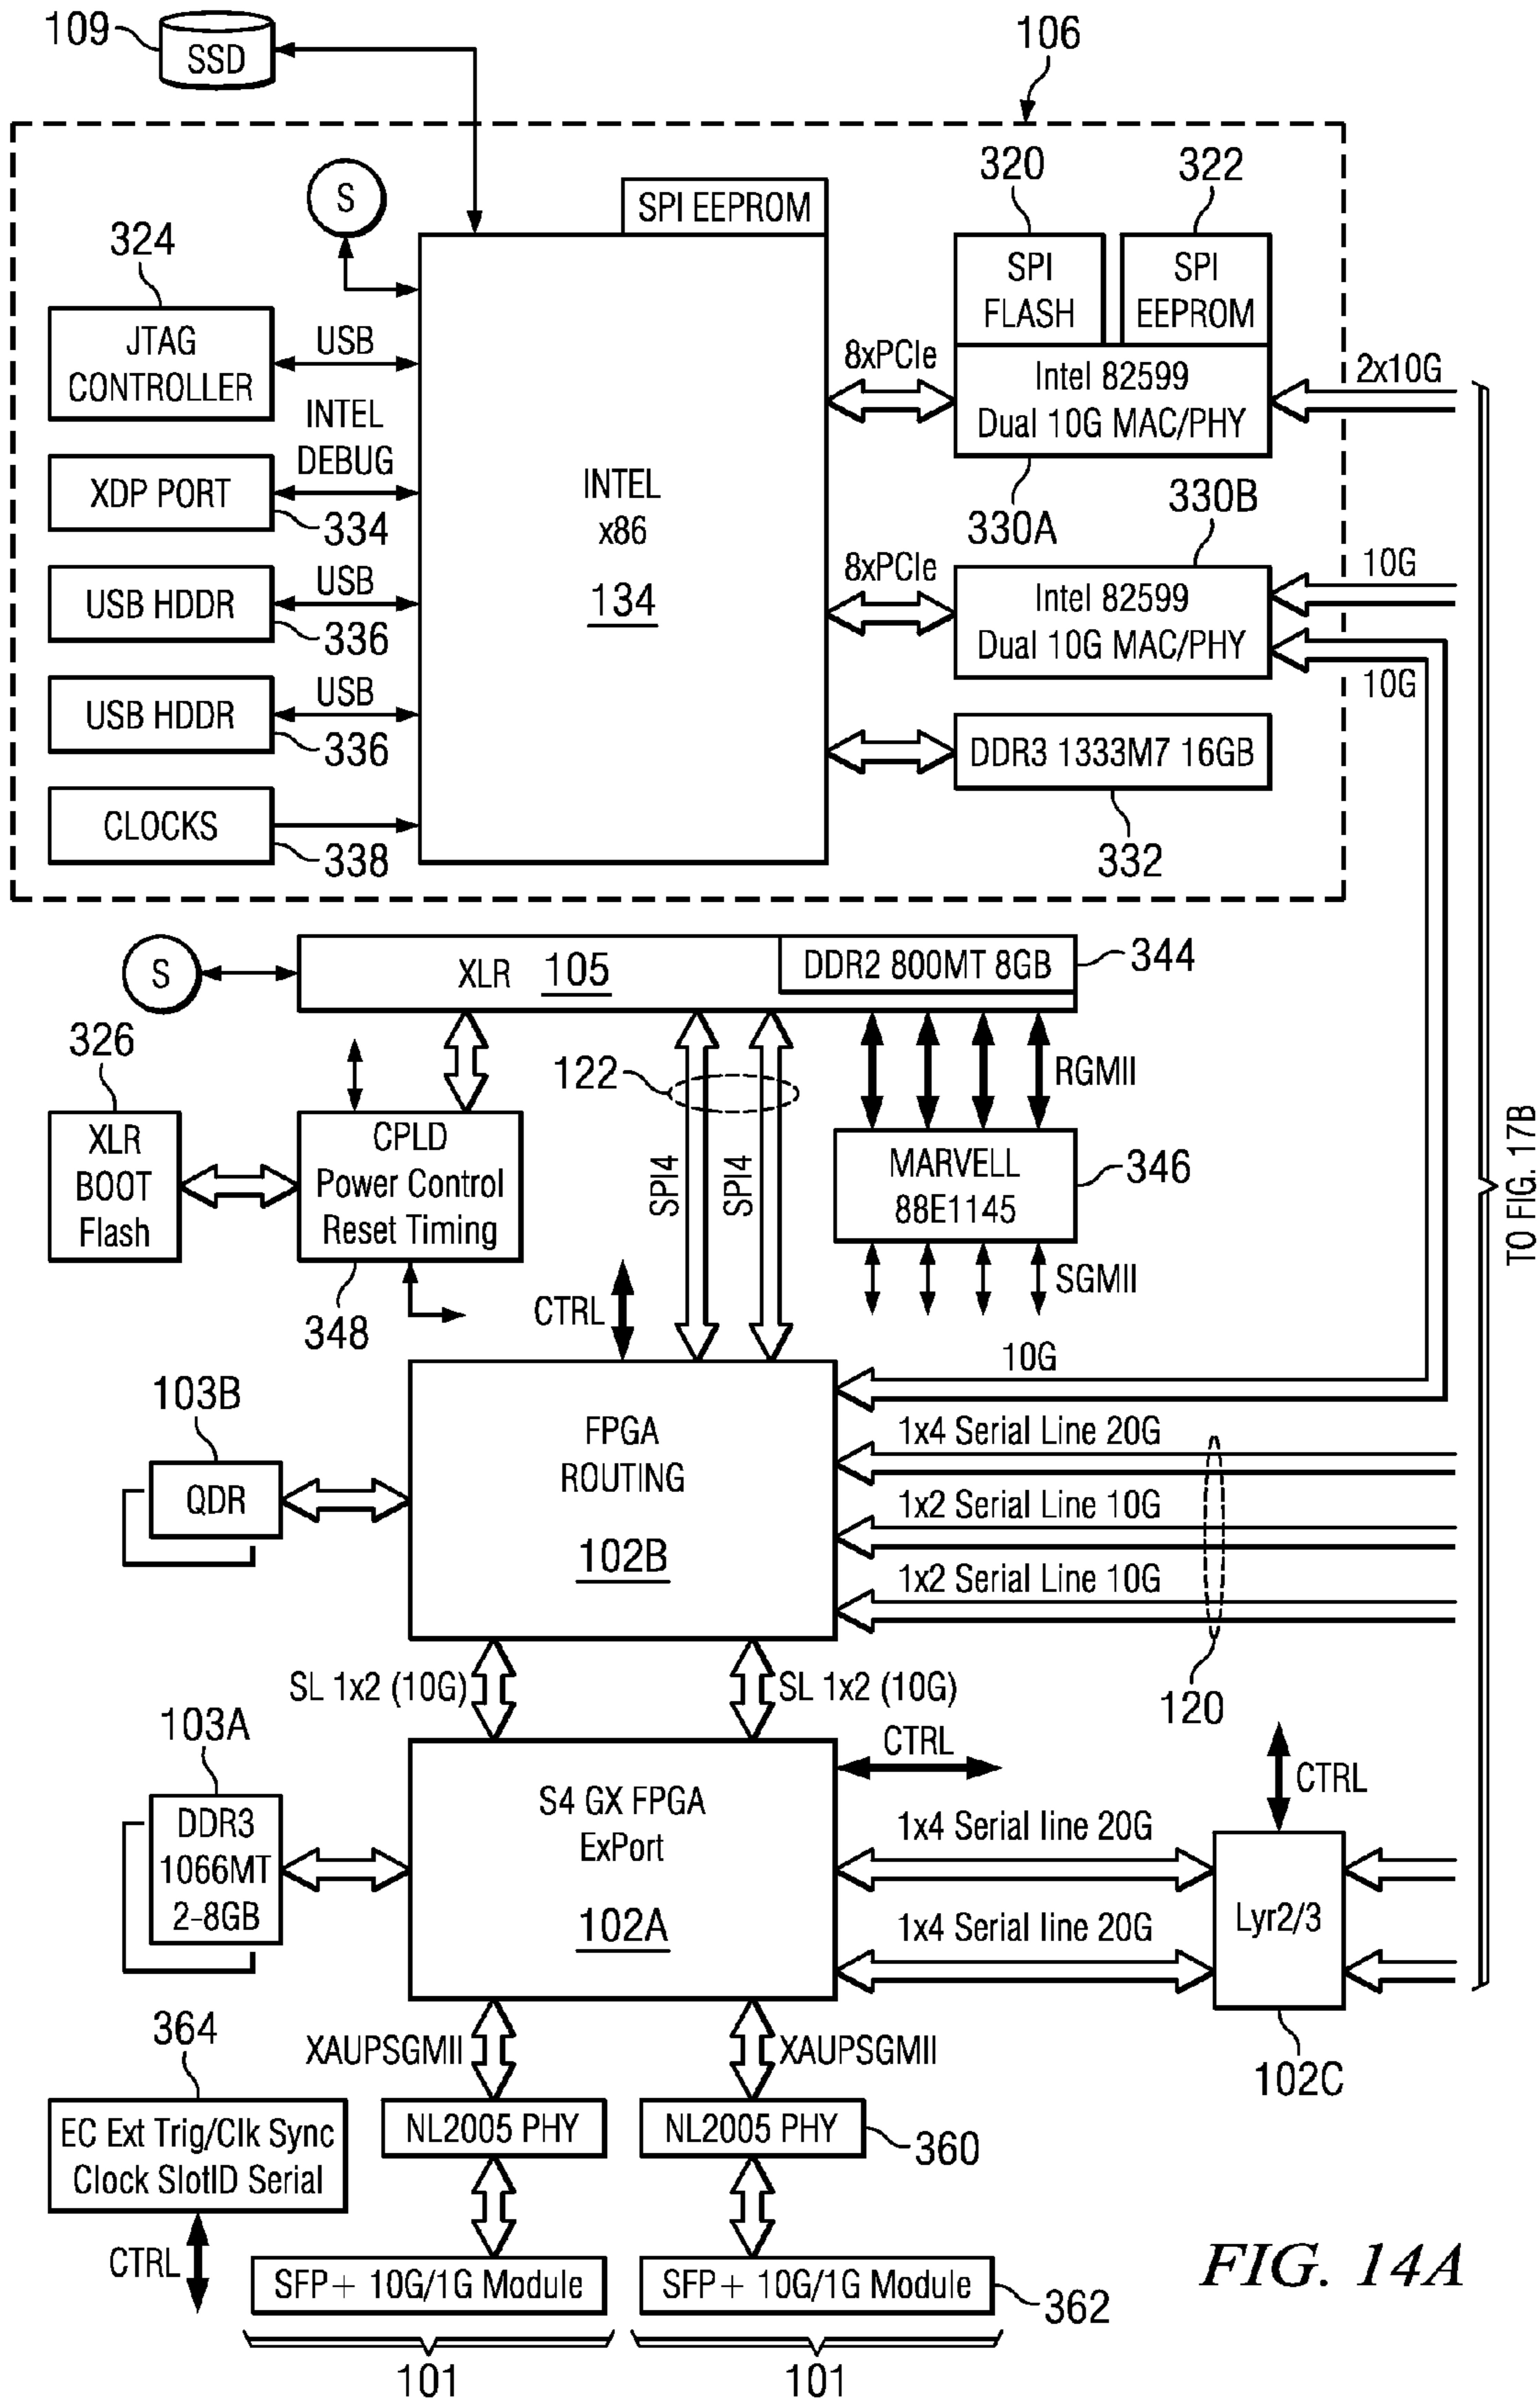 109
SSD
106
S
SPI EEPROM
320
322
324
SPI
FLASH
SPI
EEPROM
JTAG
CONTROLLER
USB
8xPCIe
Intel 82599
Dual 10G MAC/PHY
2x10G
INTEL
DEBUG
XDP PORT
334
INTEL
x86
134
330A
330B
USB HDDR
USB
336
8xPCIe
Intel 82599
Dual 10G MAC/PHY
10G
10G
USB HDDR
USB
336
DDR3 1333M7 16GB
332
CLOCKS
338
S
XLR
105
DDR2 800MT 8GB
344
326
122
RGMII
XLR
BOOT
Flash
CPLD
Power Control
Reset Timing
348
SPI4
SPI4
MARVELL
88E1145
346
TO FIG. 17B
CTRL
SGMII
10G
103B
QDR
FPGA
ROUTING
102B
1x4 Serial Line 20G
1x2 Serial Line 10G
1x2 Serial Line 10G
120
SL 1x2 (10G)
SL 1x2 (10G)
103A
DDR3
1066MT
2-8GB
S4 GX FPGA
ExPort
102A
CTRL
CTRL
1x4 Serial line 20G
1x4 Serial line 20G
Lyr2/3
102C
364
XAUPSGMII
XAUPSGMII
EC Ext Trig/Clk Sync
Clock SlotID Serial
NL2005 PHY
NL2005 PHY
360
CTRL
SFP+ 10G/1G Module
SFP+ 10G/1G Module
362
101
101
FIG. 14A